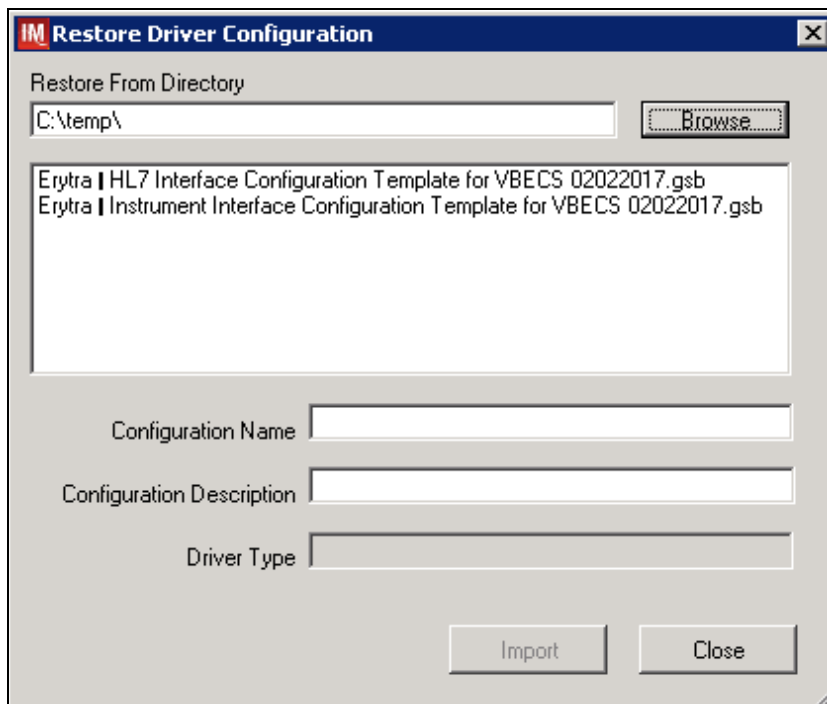 IM Restore Driver Configuration
Restore From Directory
C:\temp\
Browse
Erytra | HL7 Interface Configuration Template for VBECS 02022017.gsb
Erytra | Instrument Interface Configuration Template for VBECS 02022017.gsb
Configuration Name
Configuration Description
Driver Type
Import
Close